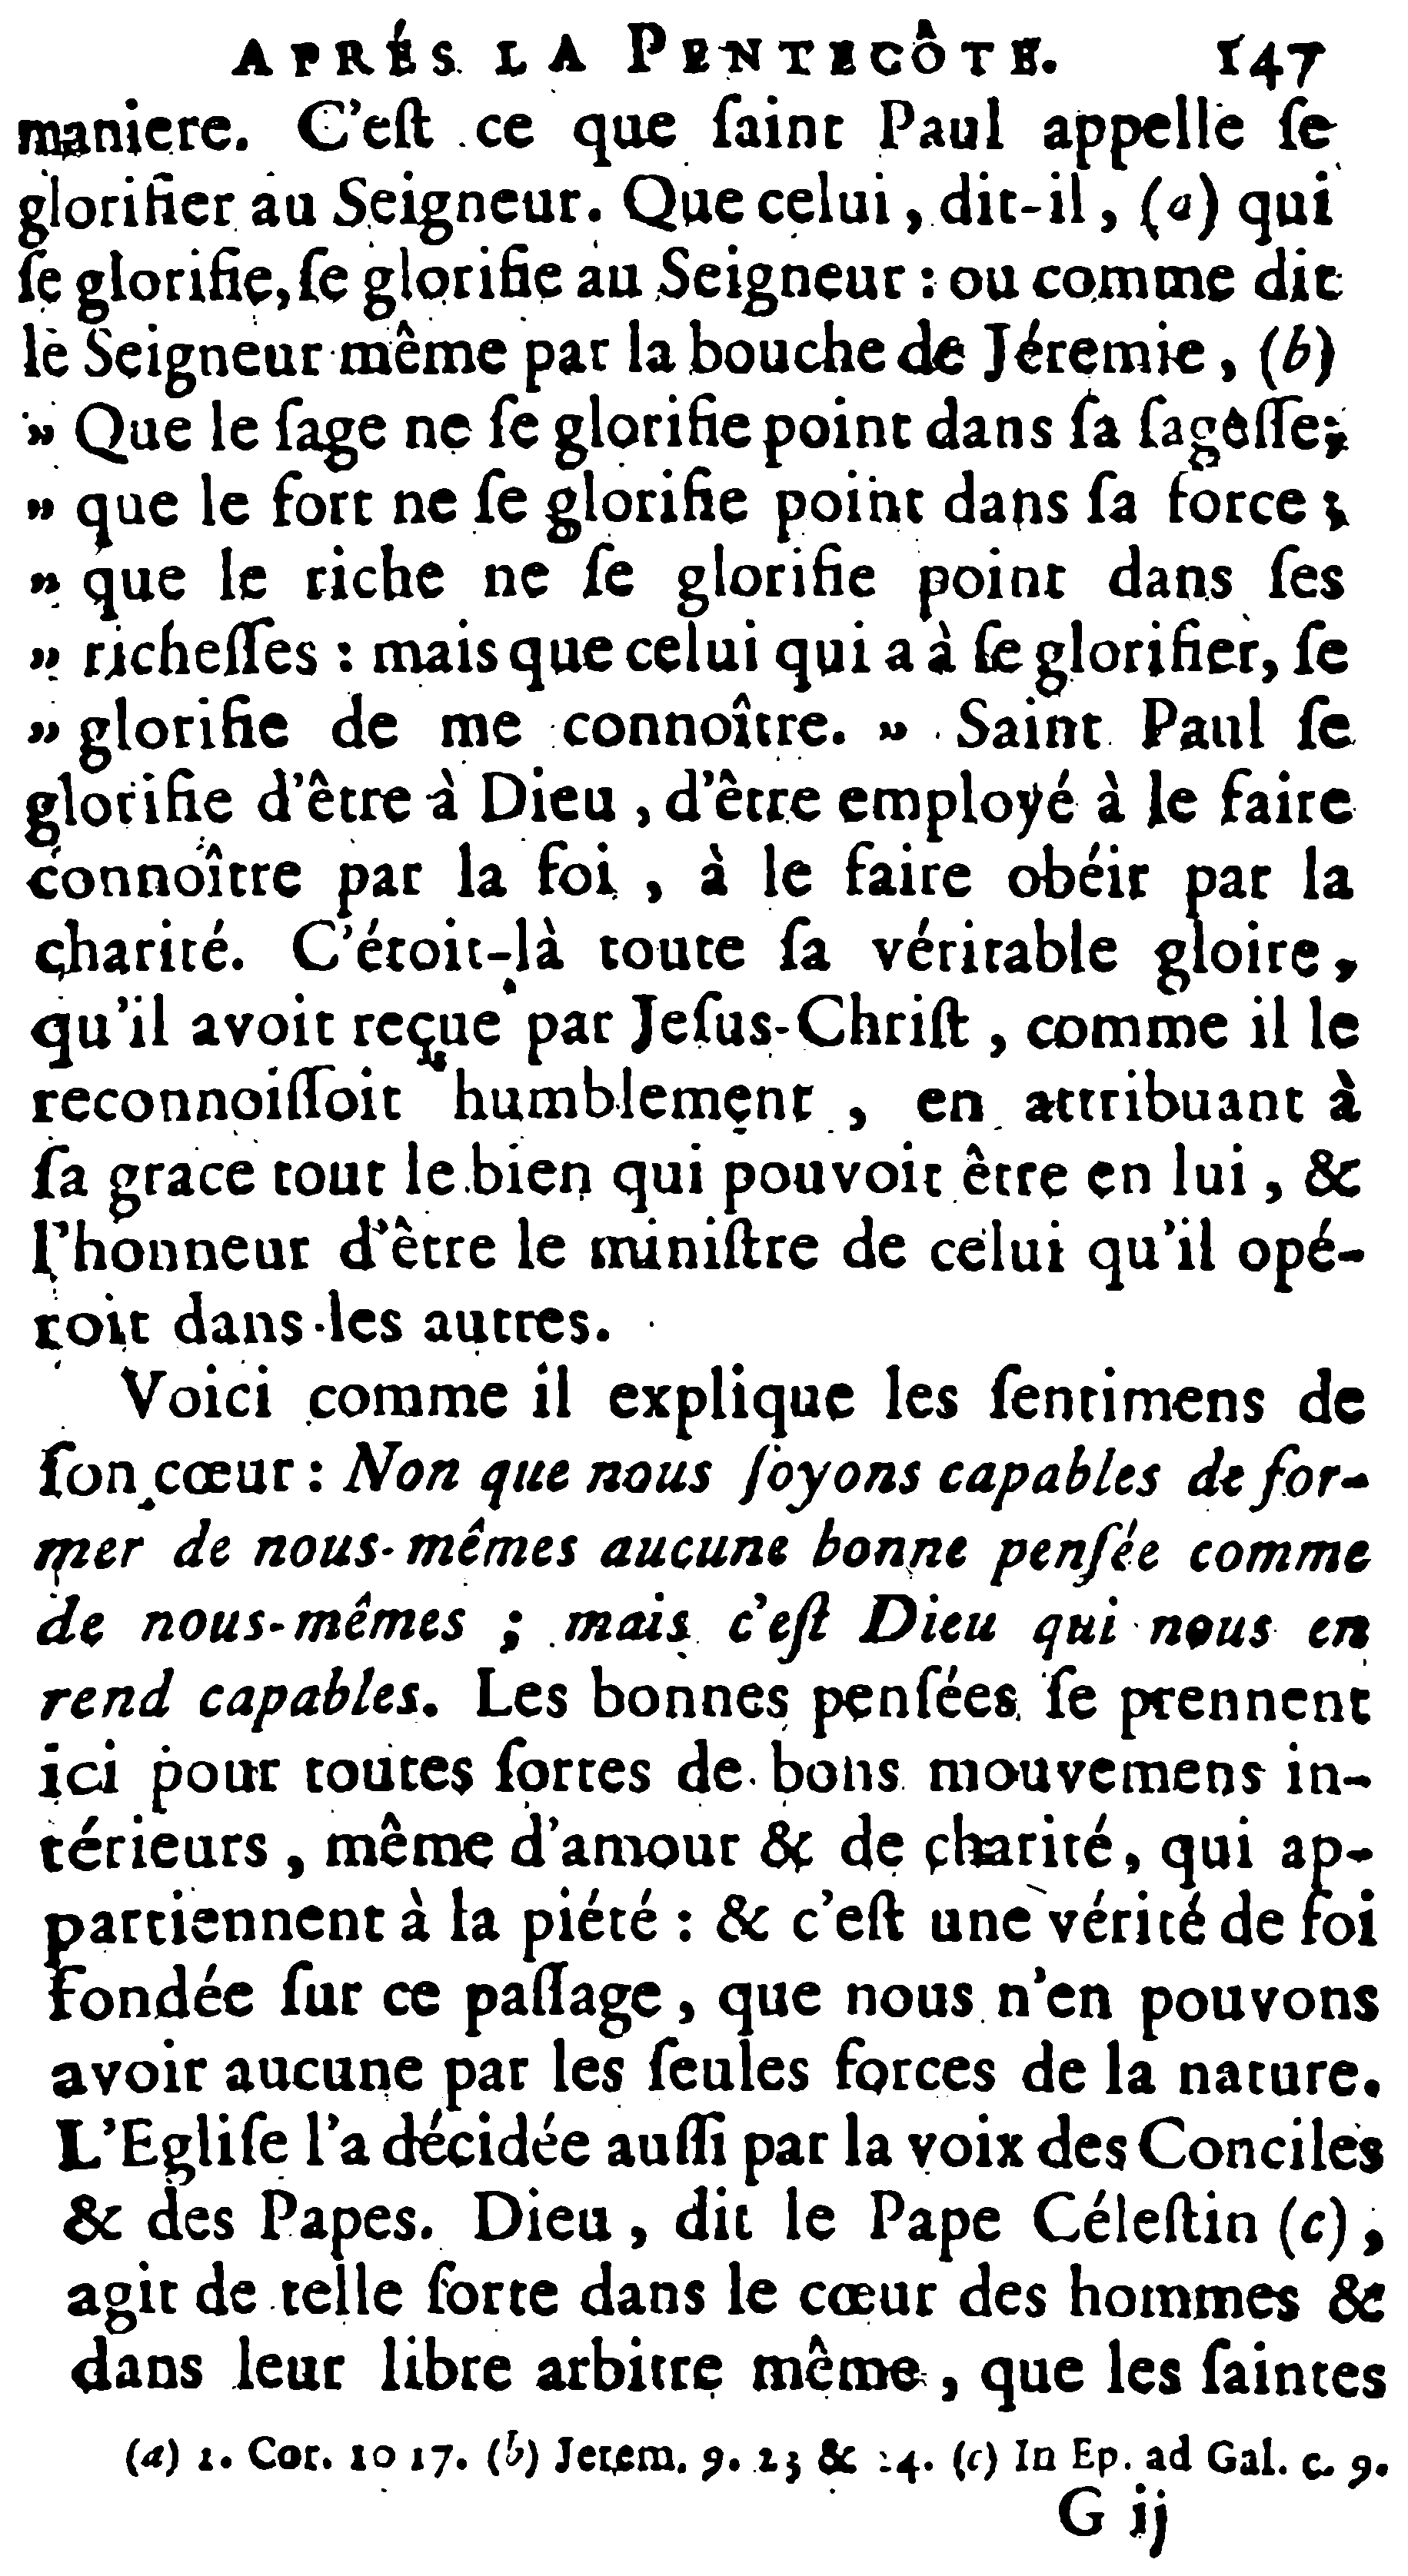 APRÉS LA PENTECÔTE. 147
maniere. C'eſt ce que ſaint Paul appelle ſe
glorifier au Seigneur. Que celui, dit-il, (a) qui
ſe glorifie, ſe glorifie au Seigneur : ou comme dit
le Seigneur même par la bouche de Jéremie, (b)
» Que le ſage ne ſe glorifie point dans ſa ſageſſe;
» que le fort ne ſe glorifie point dans ſa force ;
» que le riche ne ſe glorifie point dans ſes
» richeſſes : mais que celui qui a à ſe glorifier, ſe
» glorifie de me connoître. » Saint Paul ſe
glorifie d'être à Dieu, d'être employé à le faire
connoître par la foi, à le faire obéir par la
charité. C'étoit-là toute ſa véritable gloire,
qu'il avoit reçue par Jeſus-Chriſt, comme il le
reconnoiſſoit humblement, en attribuant à
ſa grace tout le bien qui pouvoit être en lui, &
l'honneur d'être le miniſtre de celui qu'il opé-
roit dans les autres.
Voici comme il explique les ſentimens de
ſon cœur : Non que nous ſoyons capables de for-
mer de nous-mêmes aucune bonne penſée comme
de nous-mêmes ; mais c'eſt Dieu qui nous en
rend capables. Les bonnes penſées ſe prennent
ici pour toutes ſortes de bons mouvemens in-
térieurs, même d'amour & de charité, qui ap-
partiennent à la piété : & c'eſt une vérité de foi
fondée ſur ce paſſage, que nous n'en pouvons
avoir aucune par les ſeules forces de la nature.
L'Egliſe l'a décidée auſſi par la voix des Conciles
& des Papes. Dieu, dit le Pape Céleſtin (c),
agit de telle ſorte dans le cœur des hommes &
dans leur libre arbitre même, que les ſaintes
(a) 1. Cor. 10 17. (b) Jerem. 9. 23 & 24. (c) In Ep. ad Gal. c. 9.
G ij